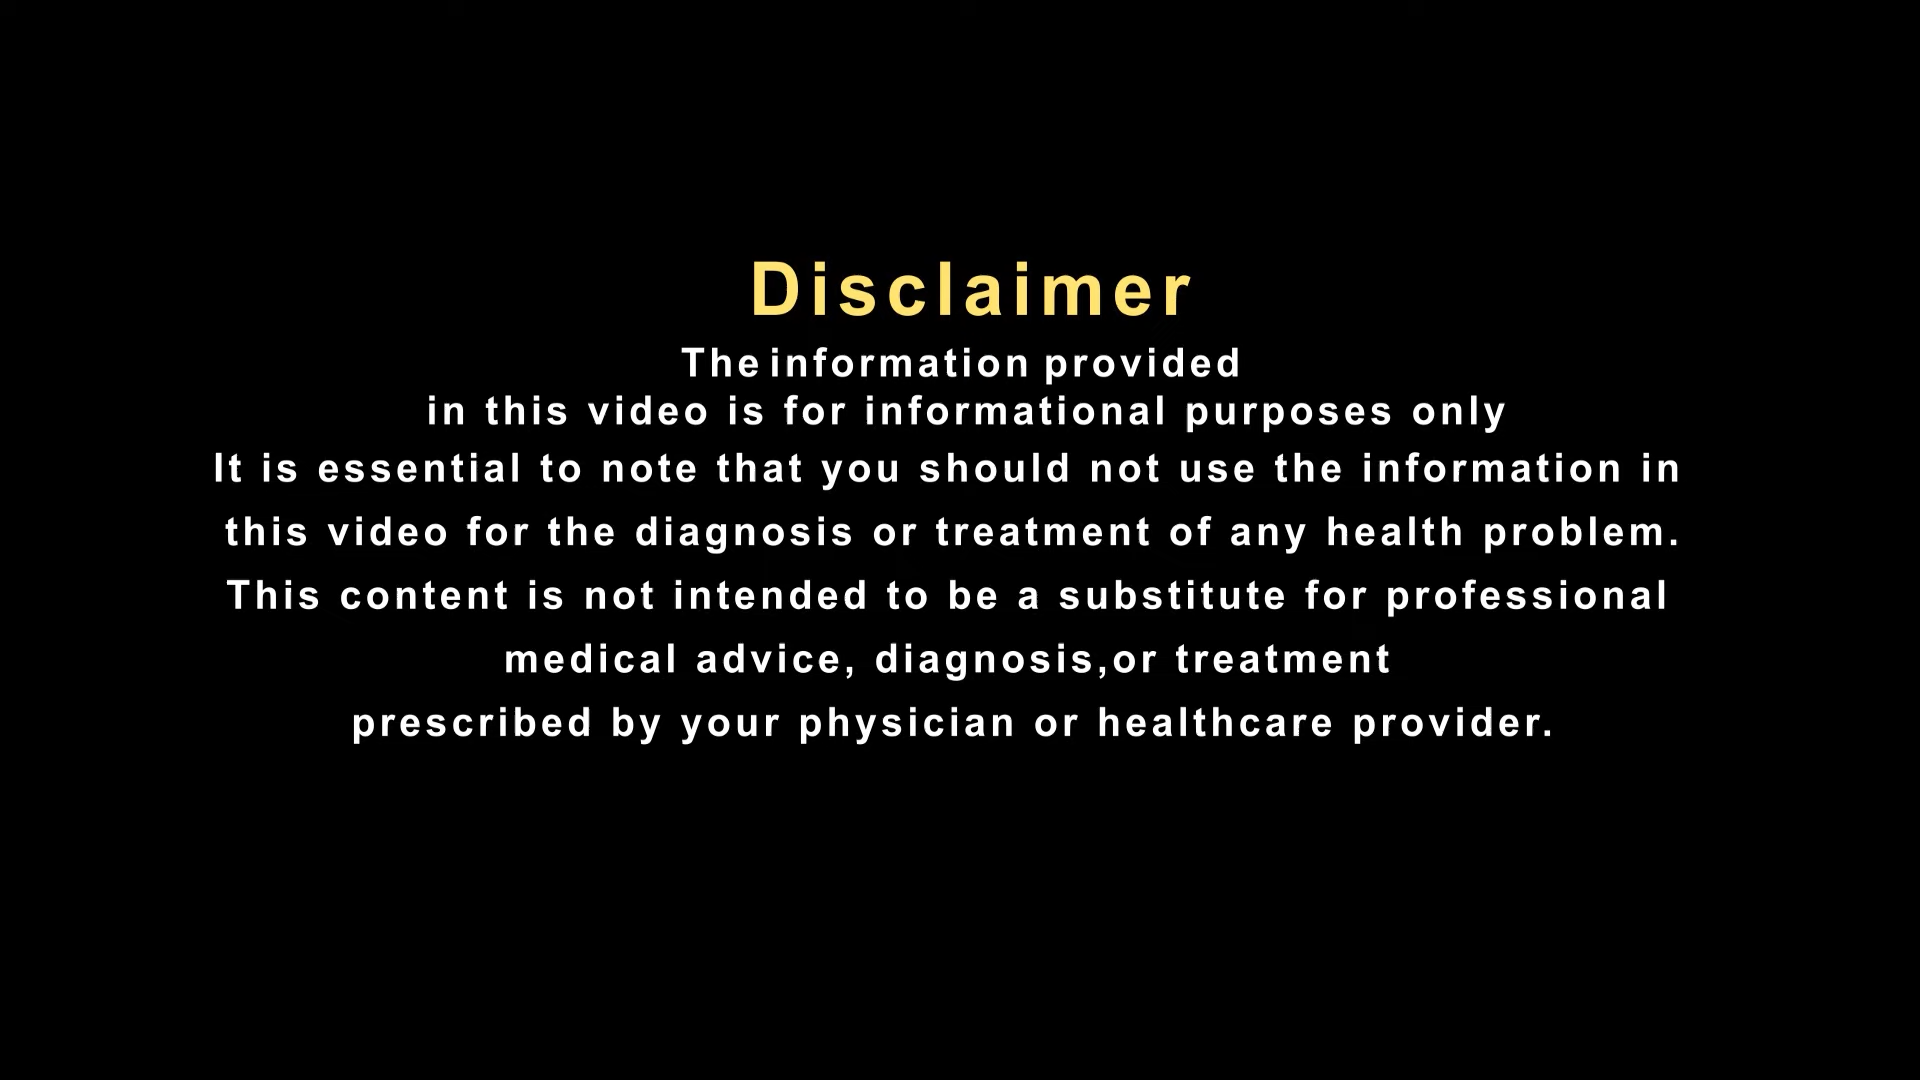 Disclaimer
The information provided
in this video is for informational purposes only
It is essential to note that you should not use the information in
this video for the diagnosis or treatment of any health problem.
This content is not intended to be a substitute for professional
medical advice, diagnosis,or treatment
prescribed by your physician or healthcare provider.